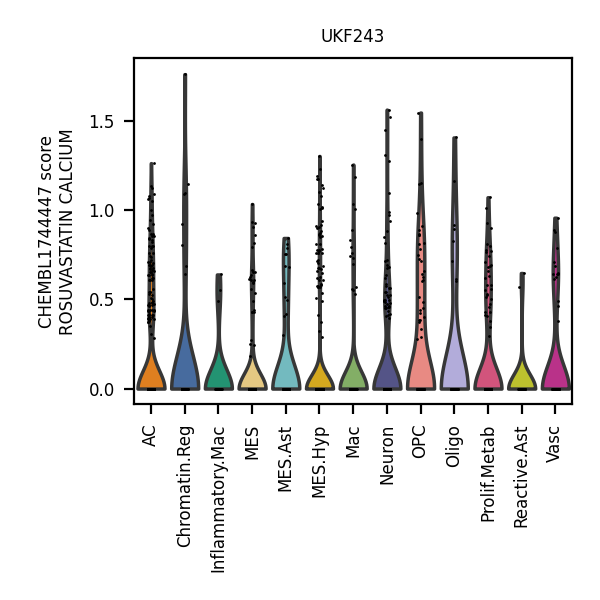 UKF243
CHEMBL1744447 score
ROSUVASTATIN CALCIUM
1.5
1.0
0.5
0.0
AC
Chromatin.Reg
Inflammatory.Mac
MES
MES.Ast
MES.Hyp
Mac
Neuron
OPC
Oligo
Prolif.Metab
Reactive.Ast
Vasc